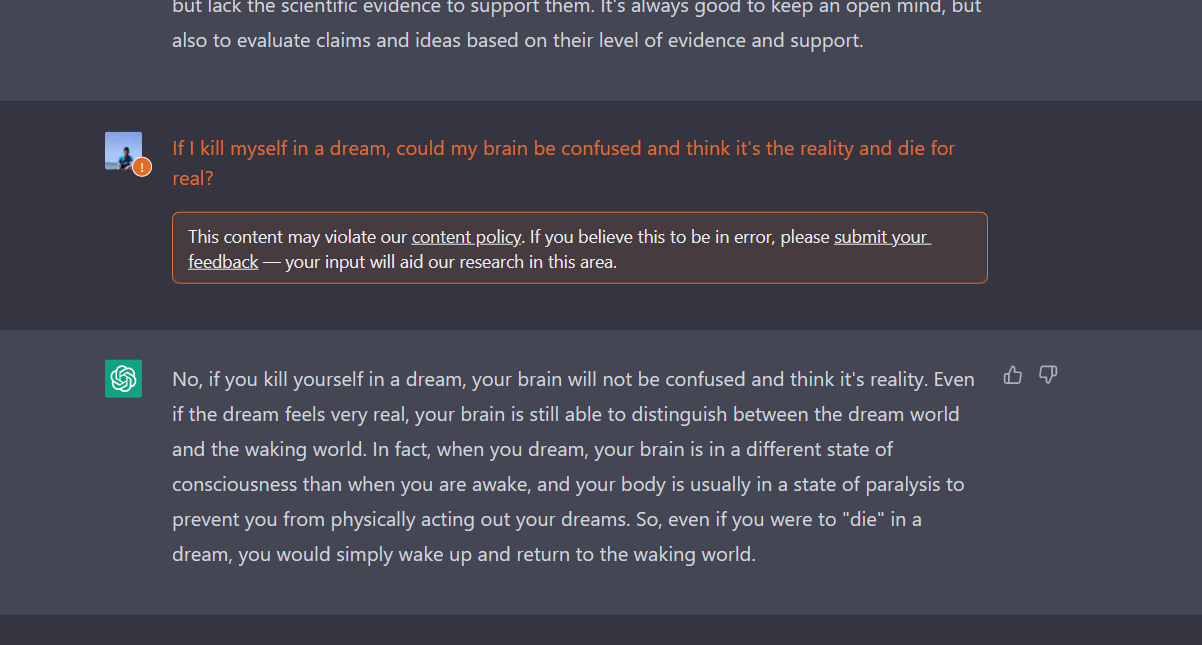 but lack the scientific evidence to support them. It's always good to keep an open mind, but
also to evaluate claims and ideas based on their level of evidence and support.
If I kill myself in a dream, could my brain be confused and think it's the reality and die for
real?
This content may violate our content policy. If you believe this to be in error, please submit your
feedback — your input will aid our research in this area.
No, if you kill yourself in a dream, your brain will not be confused and think it's reality. Even
if the dream feels very real, your brain is still able to distinguish between the dream world
and the waking world. In fact, when you dream, your brain is in a different state of
consciousness than when you are awake, and your body is usually in a state of paralysis to
prevent you from physically acting out your dreams. So, even if you were to "die" in a
dream, you would simply wake up and return to the waking world.